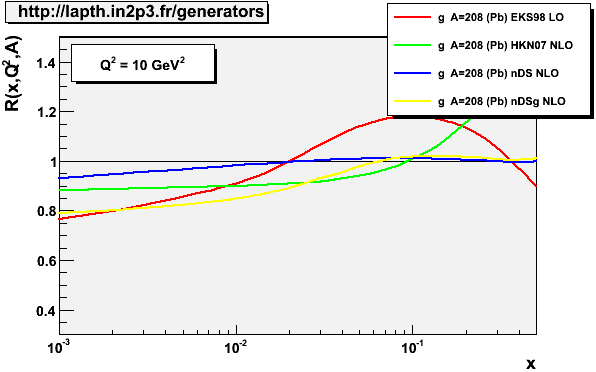 http://lapth.in2p3.fr/generators
g A=208 (Pb) EKS98 LO
g A=208 (Pb) HKN07 NLO
g A=208 (Pb) nDS NLO
g A=208 (Pb) nDSg NLO
Q² = 10 GeV²
R(x,Q²,A)
1.4
1.2
1
0.8
0.6
0.4
10⁻³
10⁻²
10⁻¹
x